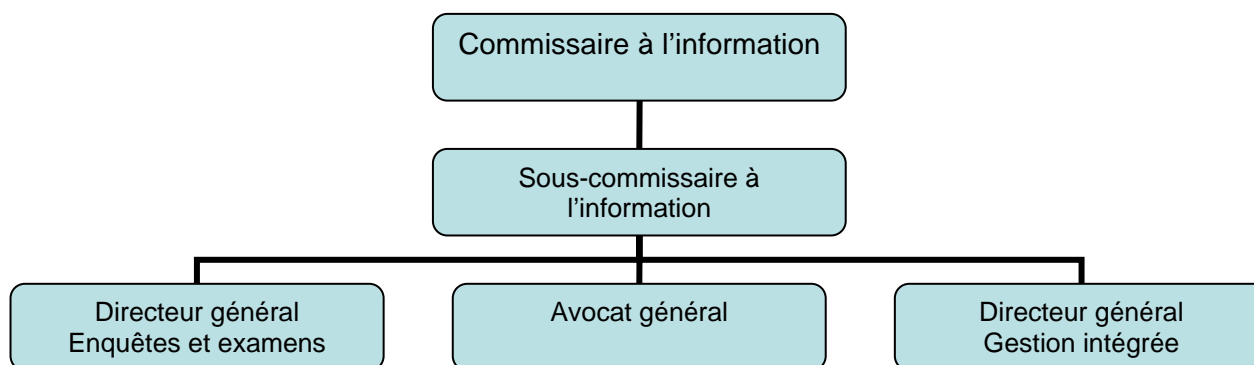 Commissaire à l’information
Sous-commissaire à
l’information
Directeur général
Enquêtes et examens
Avocat général
Directeur général
Gestion intégrée